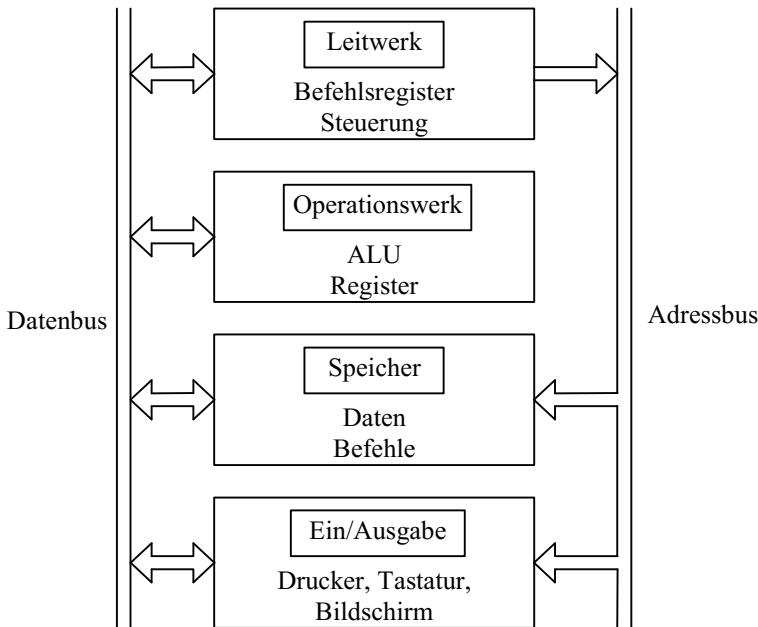 Leitwerk
Befehlsregister
Steuerung
Operationswerk
ALU
Register
Datenbus
Adressbus
Speicher
Daten
Befehle
Ein/Ausgabe
Drucker, Tastatur,
Bildschirm